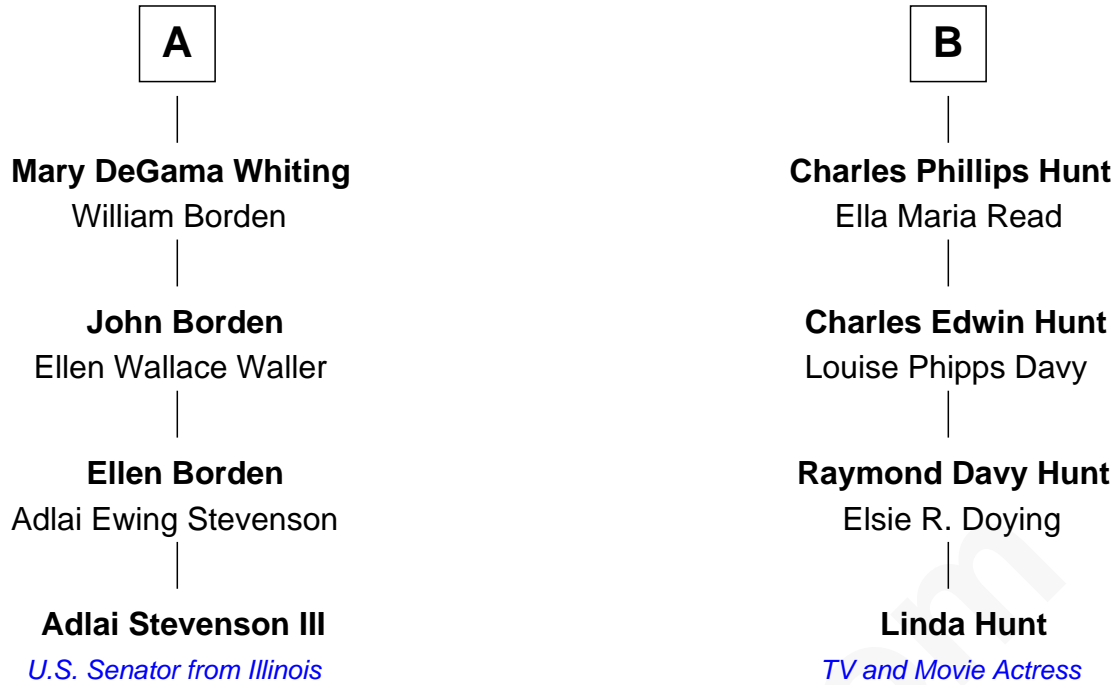 A
Mary DeGama Whiting
William Borden
John Borden
Ellen Wallace Waller
Ellen Borden
Adlai Ewing Stevenson
Adlai Stevenson III
U.S. Senator from Illinois
B
Charles Phillips Hunt
Ella Maria Read
Charles Edwin Hunt
Louise Phipps Davy
Raymond Davy Hunt
Elsie R. Doying
Linda Hunt
TV and Movie Actress